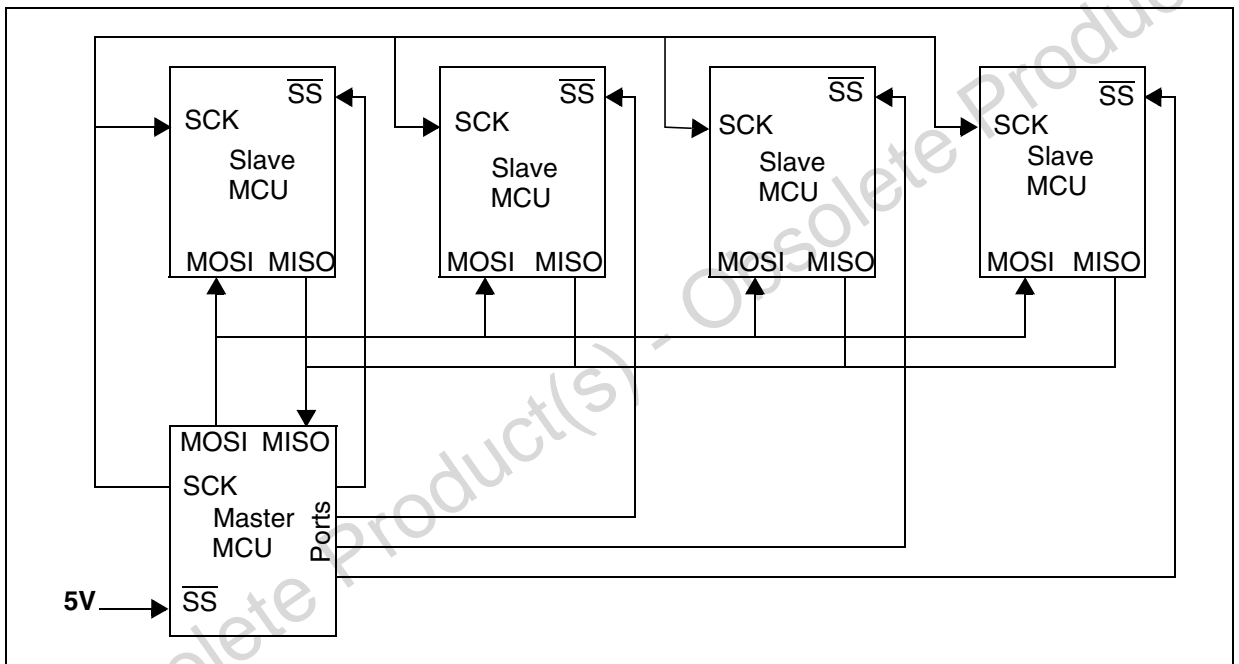 SS
SCK
Slave
MCU
MOSI MISO
SS
SCK
Slave
MCU
MOSI MISO
SS
SCK
Slave
MCU
MOSI MISO
SS
SCK
Slave
MCU
MOSI MISO
MOSI MISO
SCK
Master
MCU
Ports
5V
SS
Obsolete Product(s) - Obsolete Product